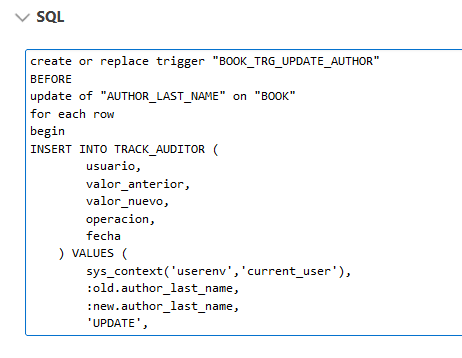 SQL
create or replace trigger "BOOK_TRG_UPDATE_AUTHOR"
BEFORE
update of "AUTHOR_LAST_NAME" on "BOOK"
for each row
begin
INSERT INTO TRACK_AUDITOR (
        usuario,
        valor_anterior,
        valor_nuevo,
        operacion,
        fecha
    ) VALUES (
        sys_context('userenv','current_user'),
        :old.author_last_name,
        :new.author_last_name,
        'UPDATE',